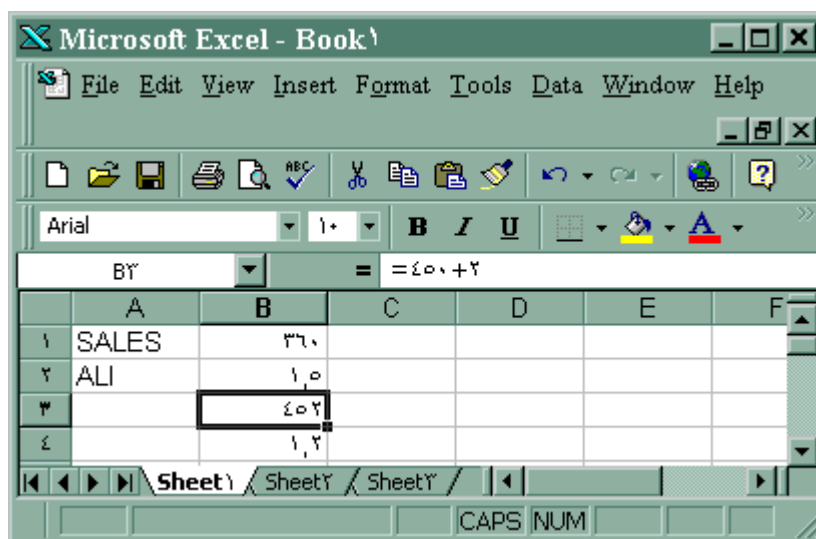 Microsoft Excel - Book١
File Edit View Insert Format Tools Data Window Help
ABC
Arial ١٠ B I U A
B٣ = =٤٥٠+٢
A B C D E F
١ SALES ٣٦٠
٢ ALI ١٫٥
٣ ٤٥٢
٤ ١٫٢
Sheet١ Sheet٢ Sheet٣
CAPS NUM